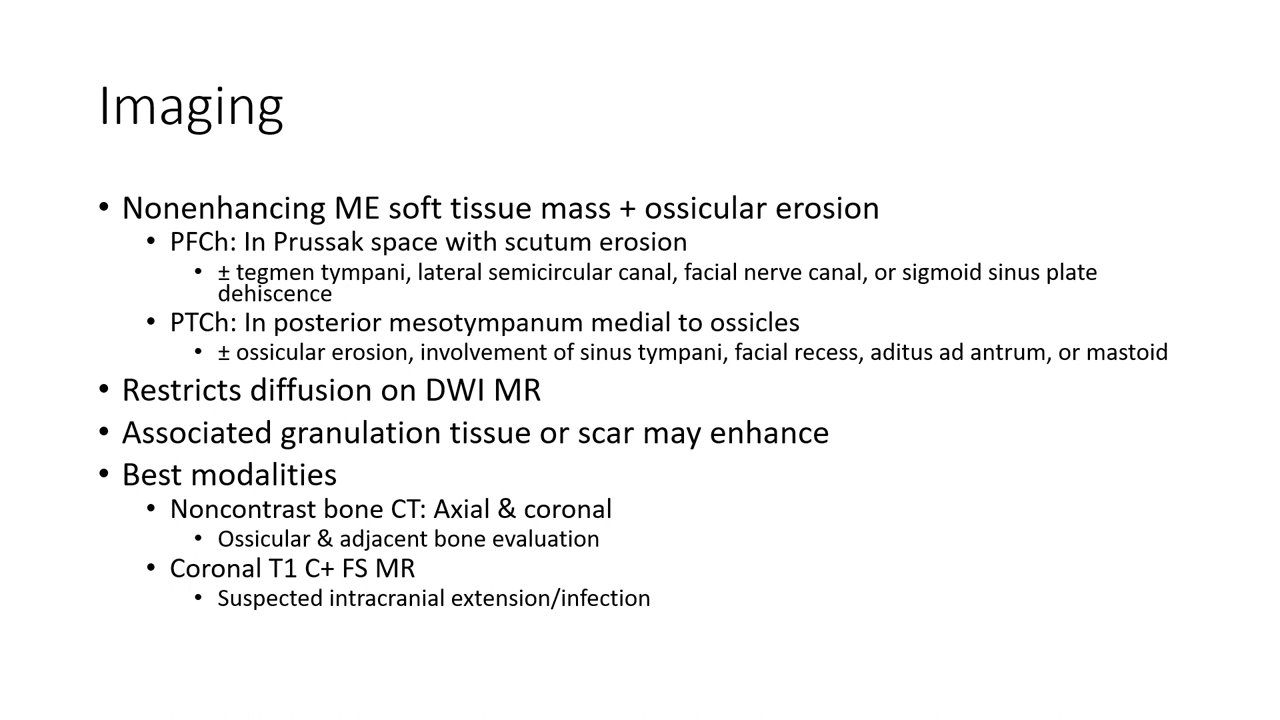 Imaging
• Nonenhancing ME soft tissue mass + ossicular erosion
• PFCh: In Prussak space with scutum erosion
• ± tegmen tympani, lateral semicircular canal, facial nerve canal, or sigmoid sinus plate
dehiscence
• PTCh: In posterior mesotympanum medial to ossicles
• ± ossicular erosion, involvement of sinus tympani, facial recess, aditus ad antrum, or mastoid
• Restricts diffusion on DWI MR
• Associated granulation tissue or scar may enhance
• Best modalities
• Noncontrast bone CT: Axial & coronal
• Ossicular & adjacent bone evaluation
• Coronal T1 C+ FS MR
• Suspected intracranial extension/infection